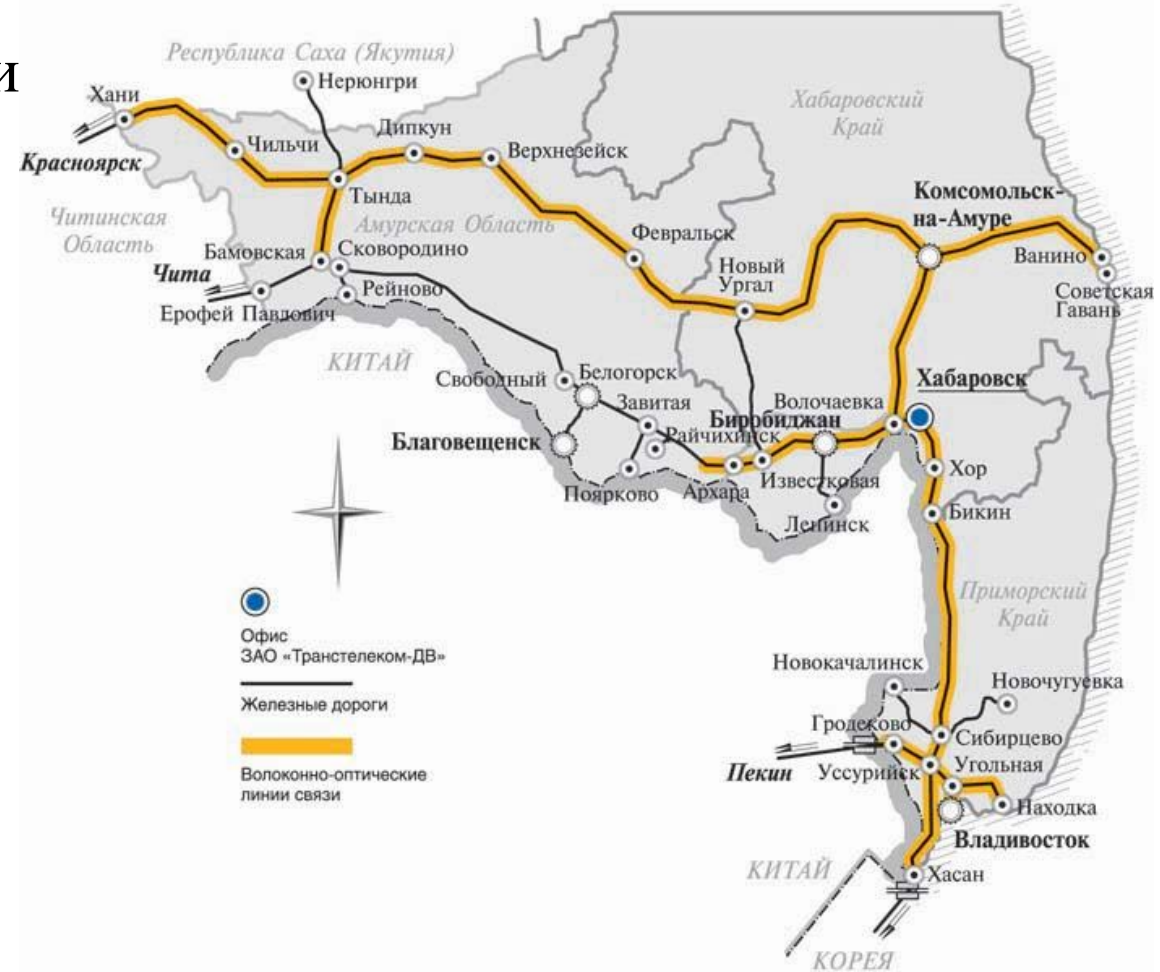 и
Республика Саха (Якутия)
Нерюнгри
Хани
Хабаровский
Край
Чильчи
Дипкун
Верхнезейск
Красноярск
Тында
Комсомольск-
на-Амуре
Читинская
Область
Амурская Область
Февральск
Бамовская
Сковородино
Новый
Ургал
Ванино
Чита
Рейново
Советская
Гавань
Ерофей Павлович
КИТАЙ
Свободный
Белогорск
Хабаровск
Завитая
Волочаевка
Биробиджан
Благовещенск
Райчихинск
Хор
Поярково
Архара
Известковая
Ленинск
Бикин
Приморский
Край
Офис
ЗАО «Транстелеком-ДВ»
Железные дороги
Волоконно-оптические
линии связи
Новокачалинск
Новочугуевка
Гродеково
Сибирцево
Пекин
Уссурийск
Угольная
Находка
Владивосток
КИТАЙ
Хасан
КОРЕЯ